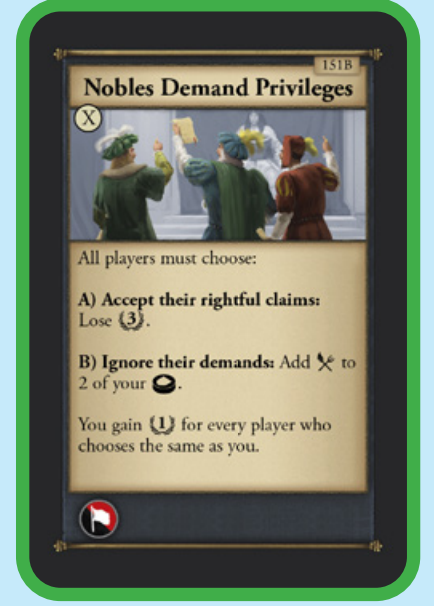 151B
Nobles Demand Privileges
X
All players must choose:
A) Accept their rightful claims:
Lose 3.
B) Ignore their demands: Add to
2 of your .
You gain 1 for every player who
chooses the same as you.